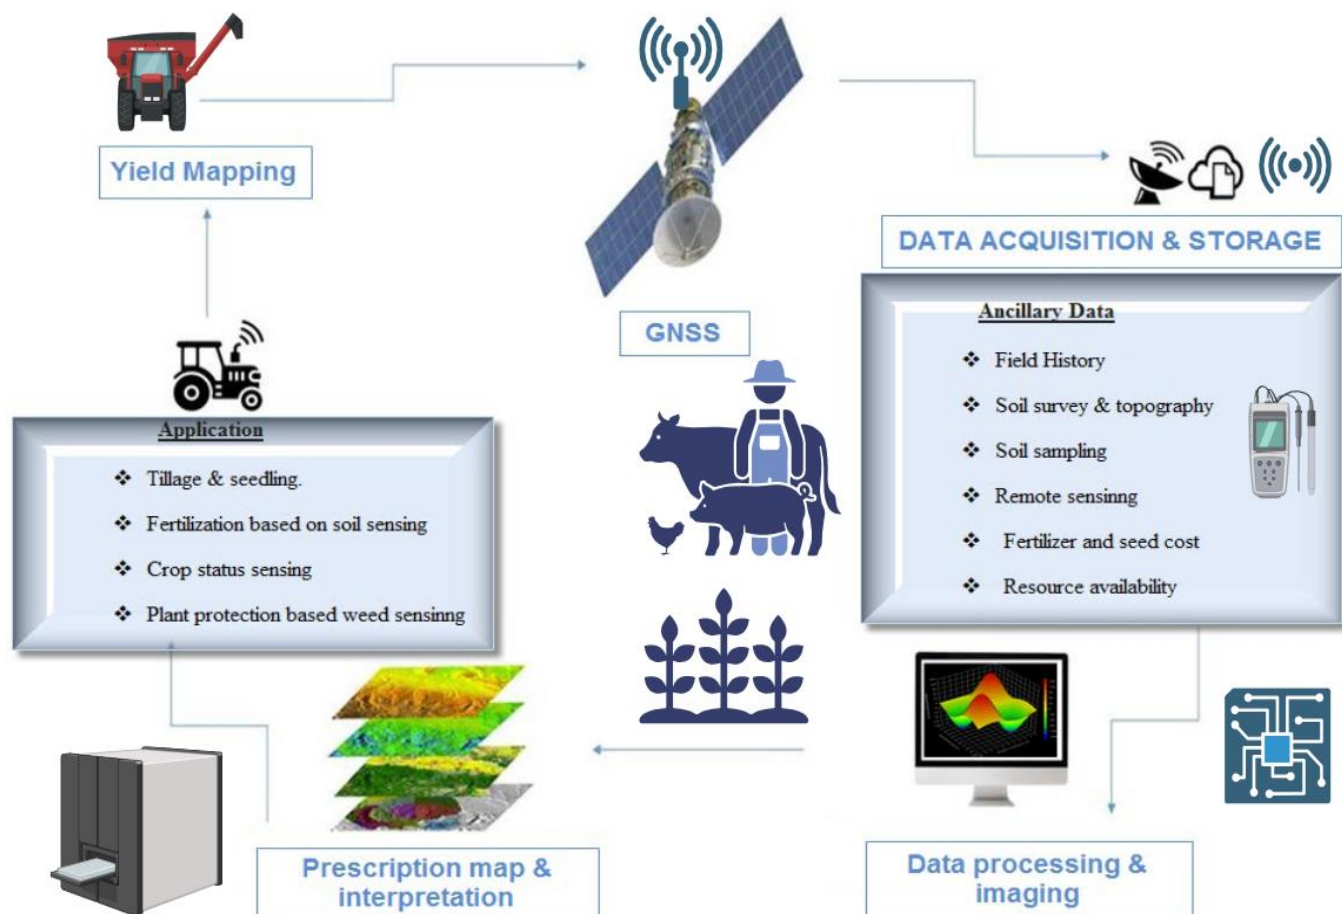 Yield Mapping
GNSS
DATA ACQUISITION & STORAGE
Ancillary Data
Field History
Soil survey & topography
Soil sampling
Remote sensinng
Fertilizer and seed cost
Resource availability
Application
Tillage & seedling.
Fertilization based on soil sensing
Crop status sensing
Plant protection based weed sensinng
Prescription map &
interpretation
Data processing &
imaging